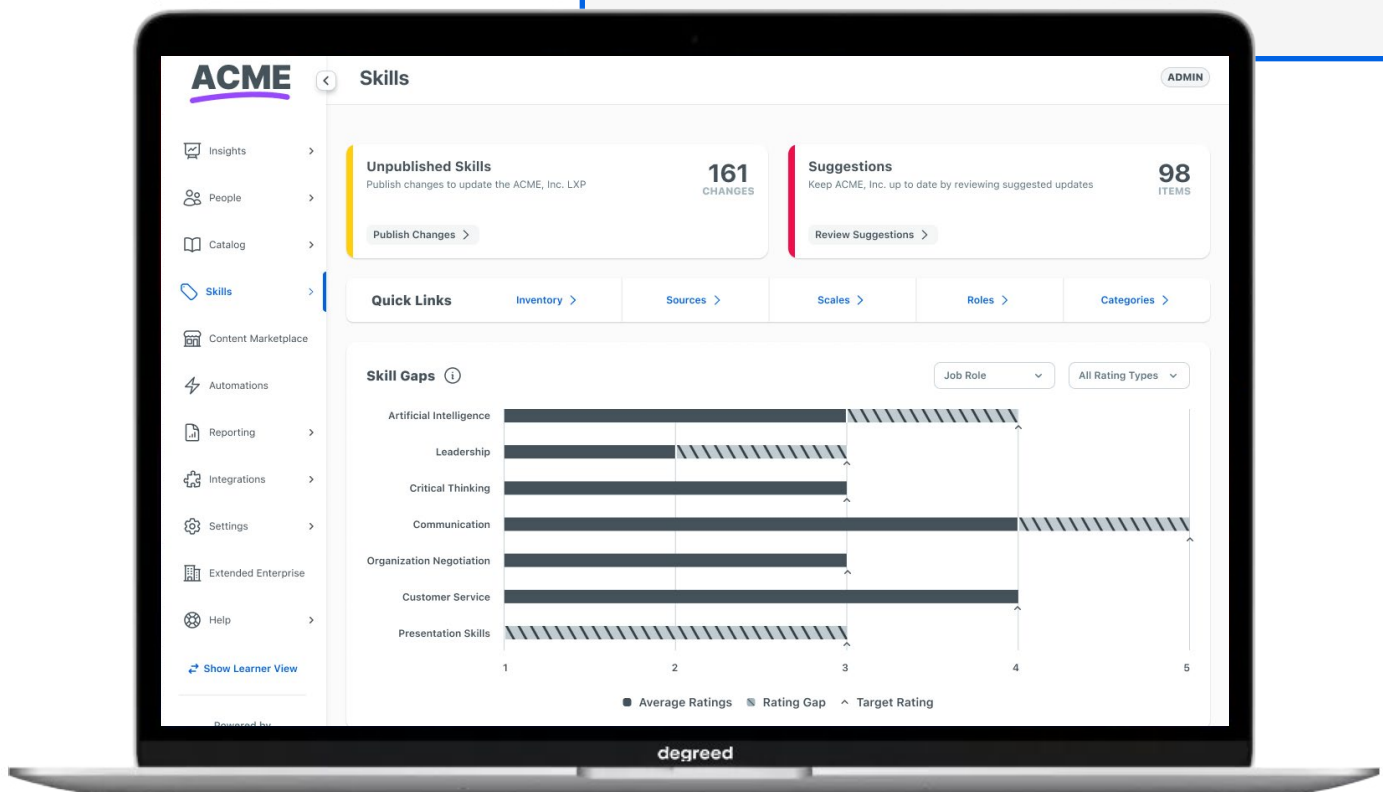 ACME
Skills
ADMIN
Insights
People
Catalog
Skills
Content Marketplace
Automations
Reporting
Integrations
Settings
Extended Enterprise
Help
Show Learner View
Powered by
Unpublished Skills
Publish changes to update the ACME, Inc. LXP
161
CHANGES
Publish Changes
Suggestions
Keep ACME, Inc. up to date by reviewing suggested updates
98
ITEMS
Review Suggestions
Quick Links
Inventory
Sources
Scales
Roles
Categories
Skill Gaps
Job Role
All Rating Types
Artificial Intelligence
Leadership
Critical Thinking
Communication
Organization Negotiation
Customer Service
Presentation Skills
1 2 3 4 5
Average Ratings Rating Gap Target Rating
degreed